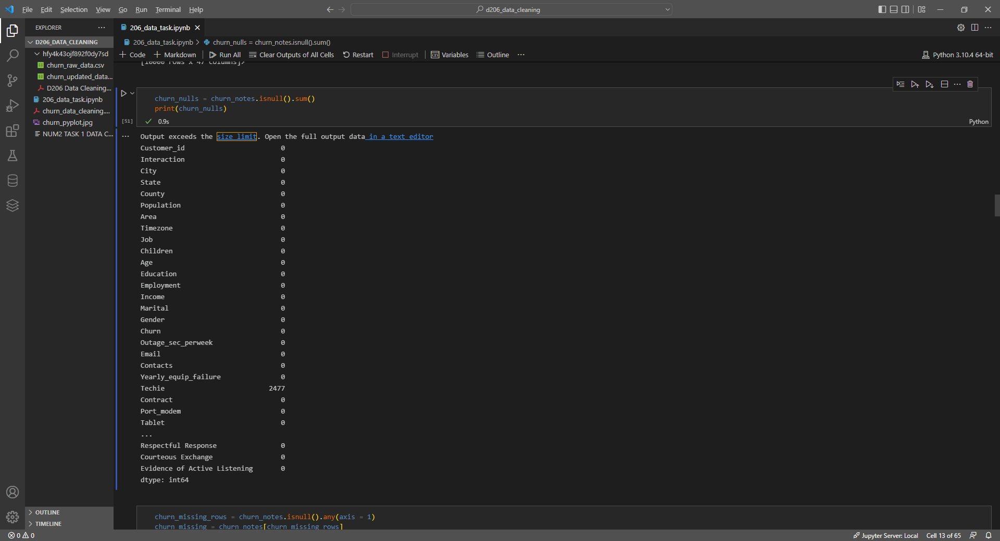 File Edit Selection View Go Run Terminal Help
d206_data_cleaning
EXPLORER
D206_DATA_CLEANING
hfy4k43ojf892f0dy7sd
churn_raw_data.csv
churn_updated_data...
D206 Data Cleaning...
206_data_task.ipynb
churn_data_cleaning....
churn_pyplot.jpg
NUM2 TASK 1 DATA C...
OUTLINE
TIMELINE
206_data_task.ipynb
206_data_task.ipynb > churn_nulls = churn_notes.isnull().sum()
+ Code + Markdown Run All Clear Outputs of All Cells Restart Interrupt Variables Outline ...
Python 3.10.4 64-bit
[10000 rows x 47 columns]>
churn_nulls = churn_notes.isnull().sum()
print(churn_nulls)
[51] 0.9s
Python
Output exceeds the size limit. Open the full output data in a text editor
Customer_id 0
Interaction 0
City 0
State 0
County 0
Population 0
Area 0
Timezone 0
Job 0
Children 0
Age 0
Education 0
Employment 0
Income 0
Marital 0
Gender 0
Churn 0
Outage_sec_perweek 0
Email 0
Contacts 0
Yearly_equip_failure 0
Techie 2477
Contract 0
Port_modem 0
Tablet 0
...
Respectful Response 0
Courteous Exchange 0
Evidence of Active Listening 0
dtype: int64
churn_missing_rows = churn_notes.isnull().any(axis = 1)
churn_missing = churn_notes[churn_missing_rows]
0 0
Jupyter Server: Local Cell 13 of 65